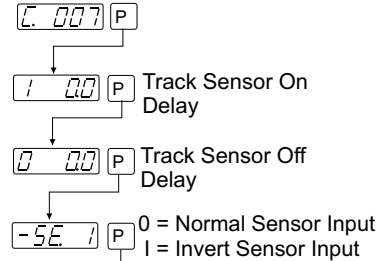 C. 007 P
1 0.0 P Track Sensor On
Delay
0 0.0 P Track Sensor Off
Delay
-SE. 1 P 0 = Normal Sensor Input
I = Invert Sensor Input